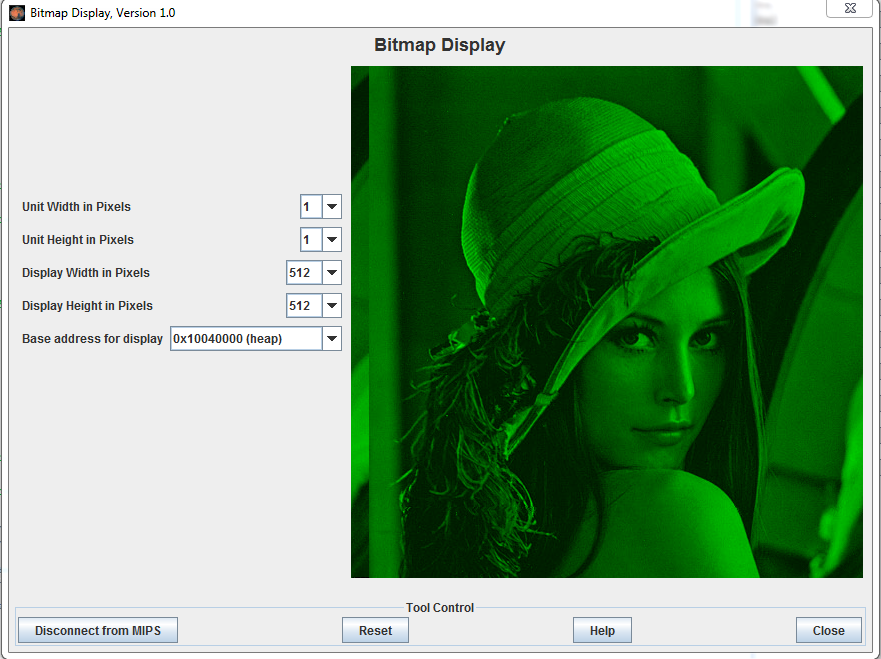 Bitmap Display, Version 1.0
Bitmap Display
Unit Width in Pixels 1
Unit Height in Pixels 1
Display Width in Pixels 512
Display Height in Pixels 512
Base address for display 0x10040000 (heap)
Tool Control
Disconnect from MIPS Reset Help Close